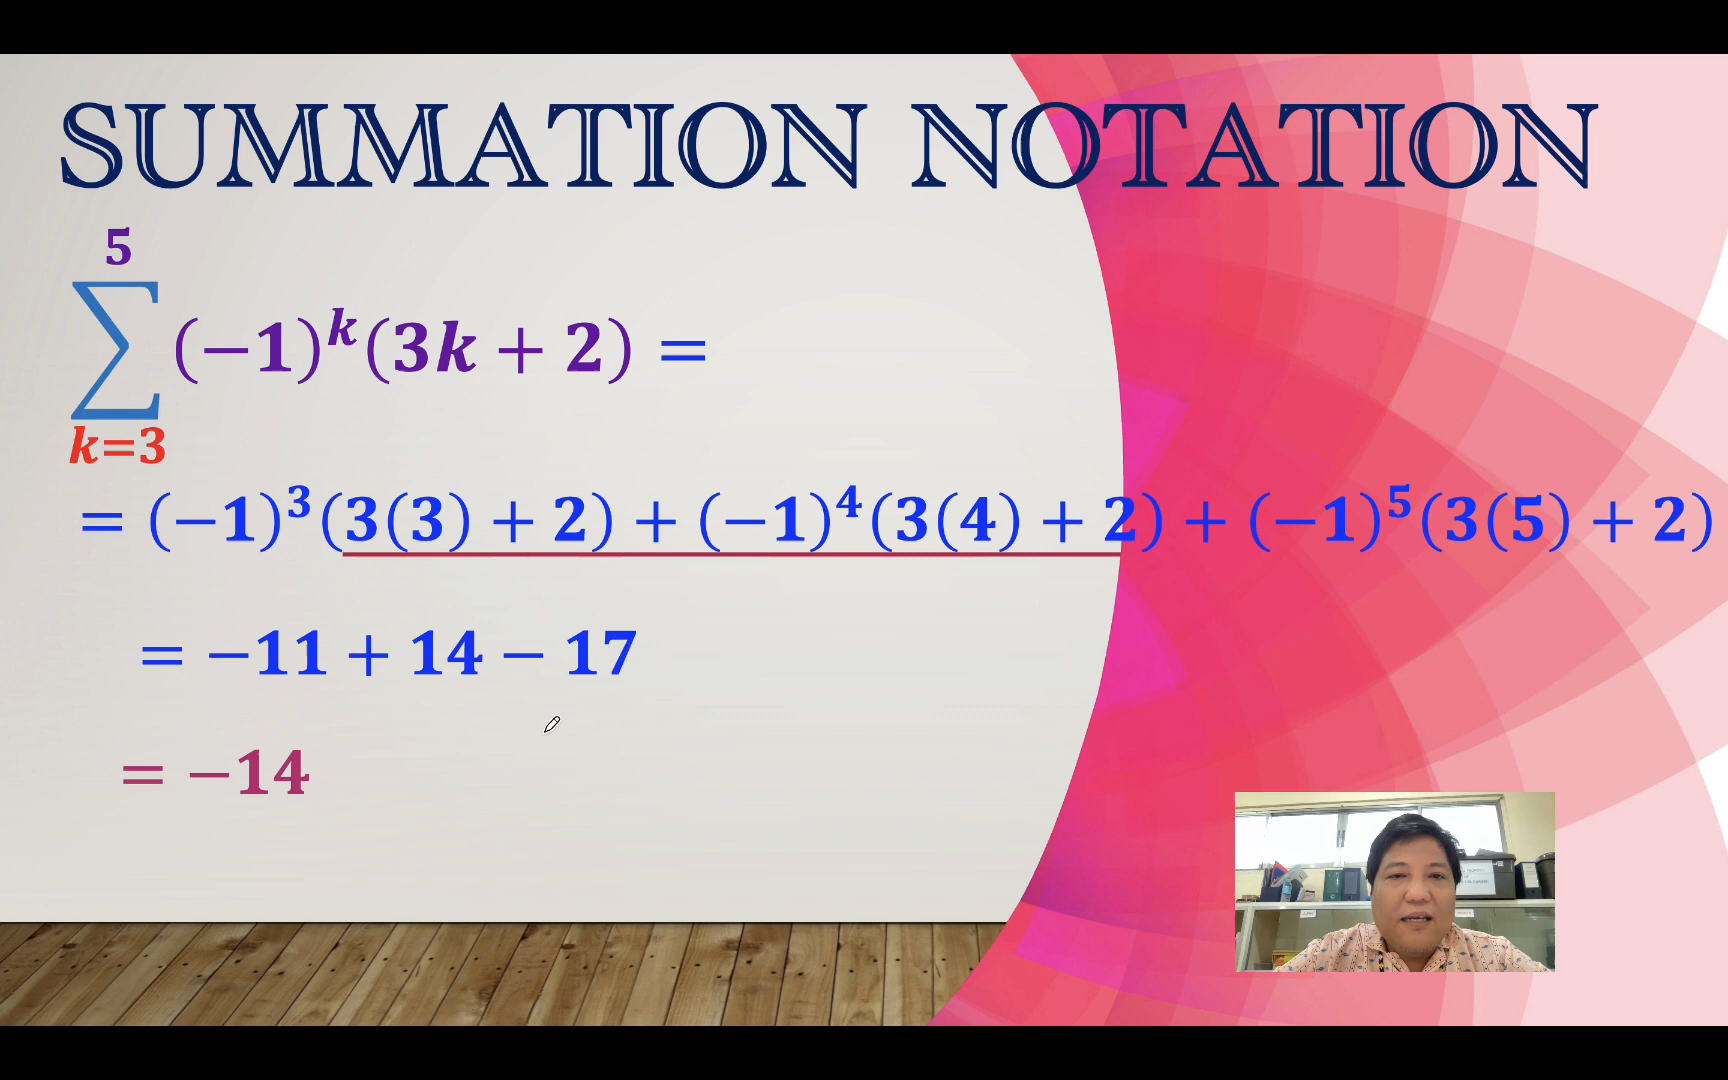 SUMMATION NOTATION
5
∑ (−1)ᵏ(3k + 2) =
k=3
= (−1)³(3(3) + 2) + (−1)⁴(3(4) + 2) + (−1)⁵(3(5) + 2)
= −11 + 14 − 17
= −14